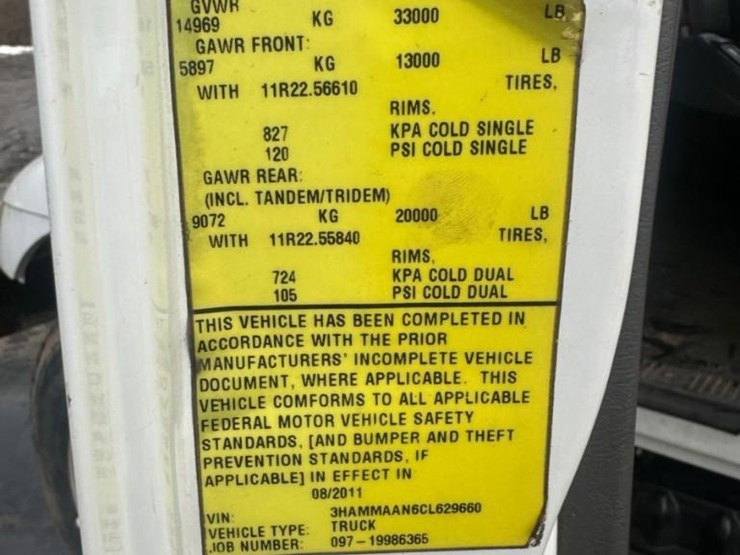 GVWR
14969 KG 33000 LB
GAWR FRONT:
5897 KG 13000 LB
WITH 11R22.56610 TIRES,
RIMS.
827 KPA COLD SINGLE
120 PSI COLD SINGLE
GAWR REAR:
(INCL. TANDEM/TRIDEM)
9072 KG 20000 LB
WITH 11R22.55840 TIRES,
RIMS,
724 KPA COLD DUAL
105 PSI COLD DUAL
THIS VEHICLE HAS BEEN COMPLETED IN
ACCORDANCE WITH THE PRIOR
MANUFACTURERS' INCOMPLETE VEHICLE
DOCUMENT, WHERE APPLICABLE. THIS
VEHICLE COMFORMS TO ALL APPLICABLE
FEDERAL MOTOR VEHICLE SAFETY
STANDARDS, [AND BUMPER AND THEFT
PREVENTION STANDARDS, IF
APPLICABLE] IN EFFECT IN
08/2011
VIN: 3HAMMAAN6CL629660
VEHICLE TYPE: TRUCK
JOB NUMBER: 097-19986365